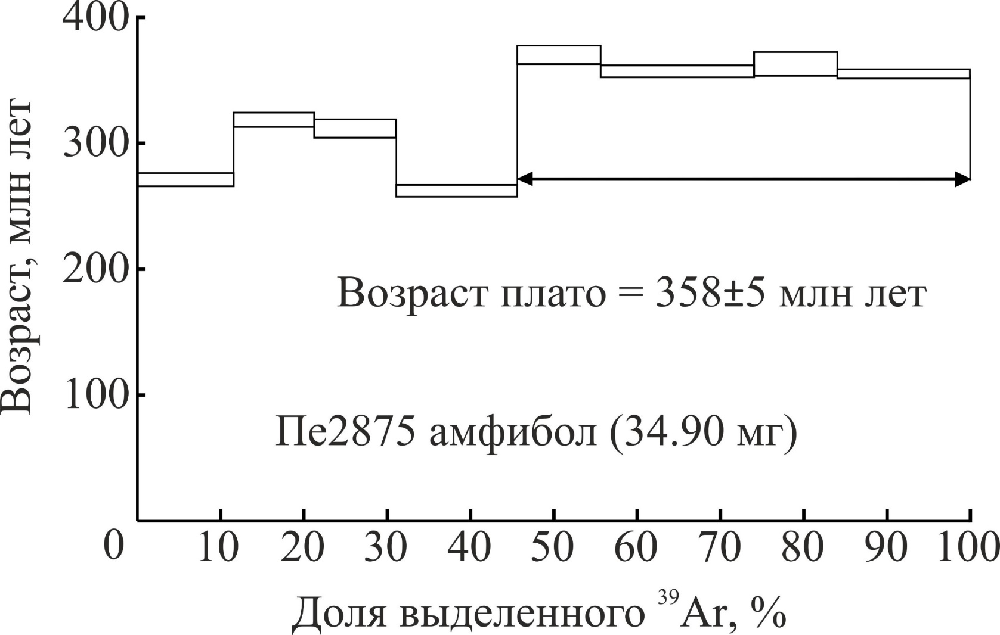 Возраст, млн лет
400
300
200
100
0
Возраст плато = 358±5 млн лет
Пе2875 амфибол (34.90 мг)
10 20 30 40 50 60 70 80 90 100
Доля выделенного ³⁹Ar, %